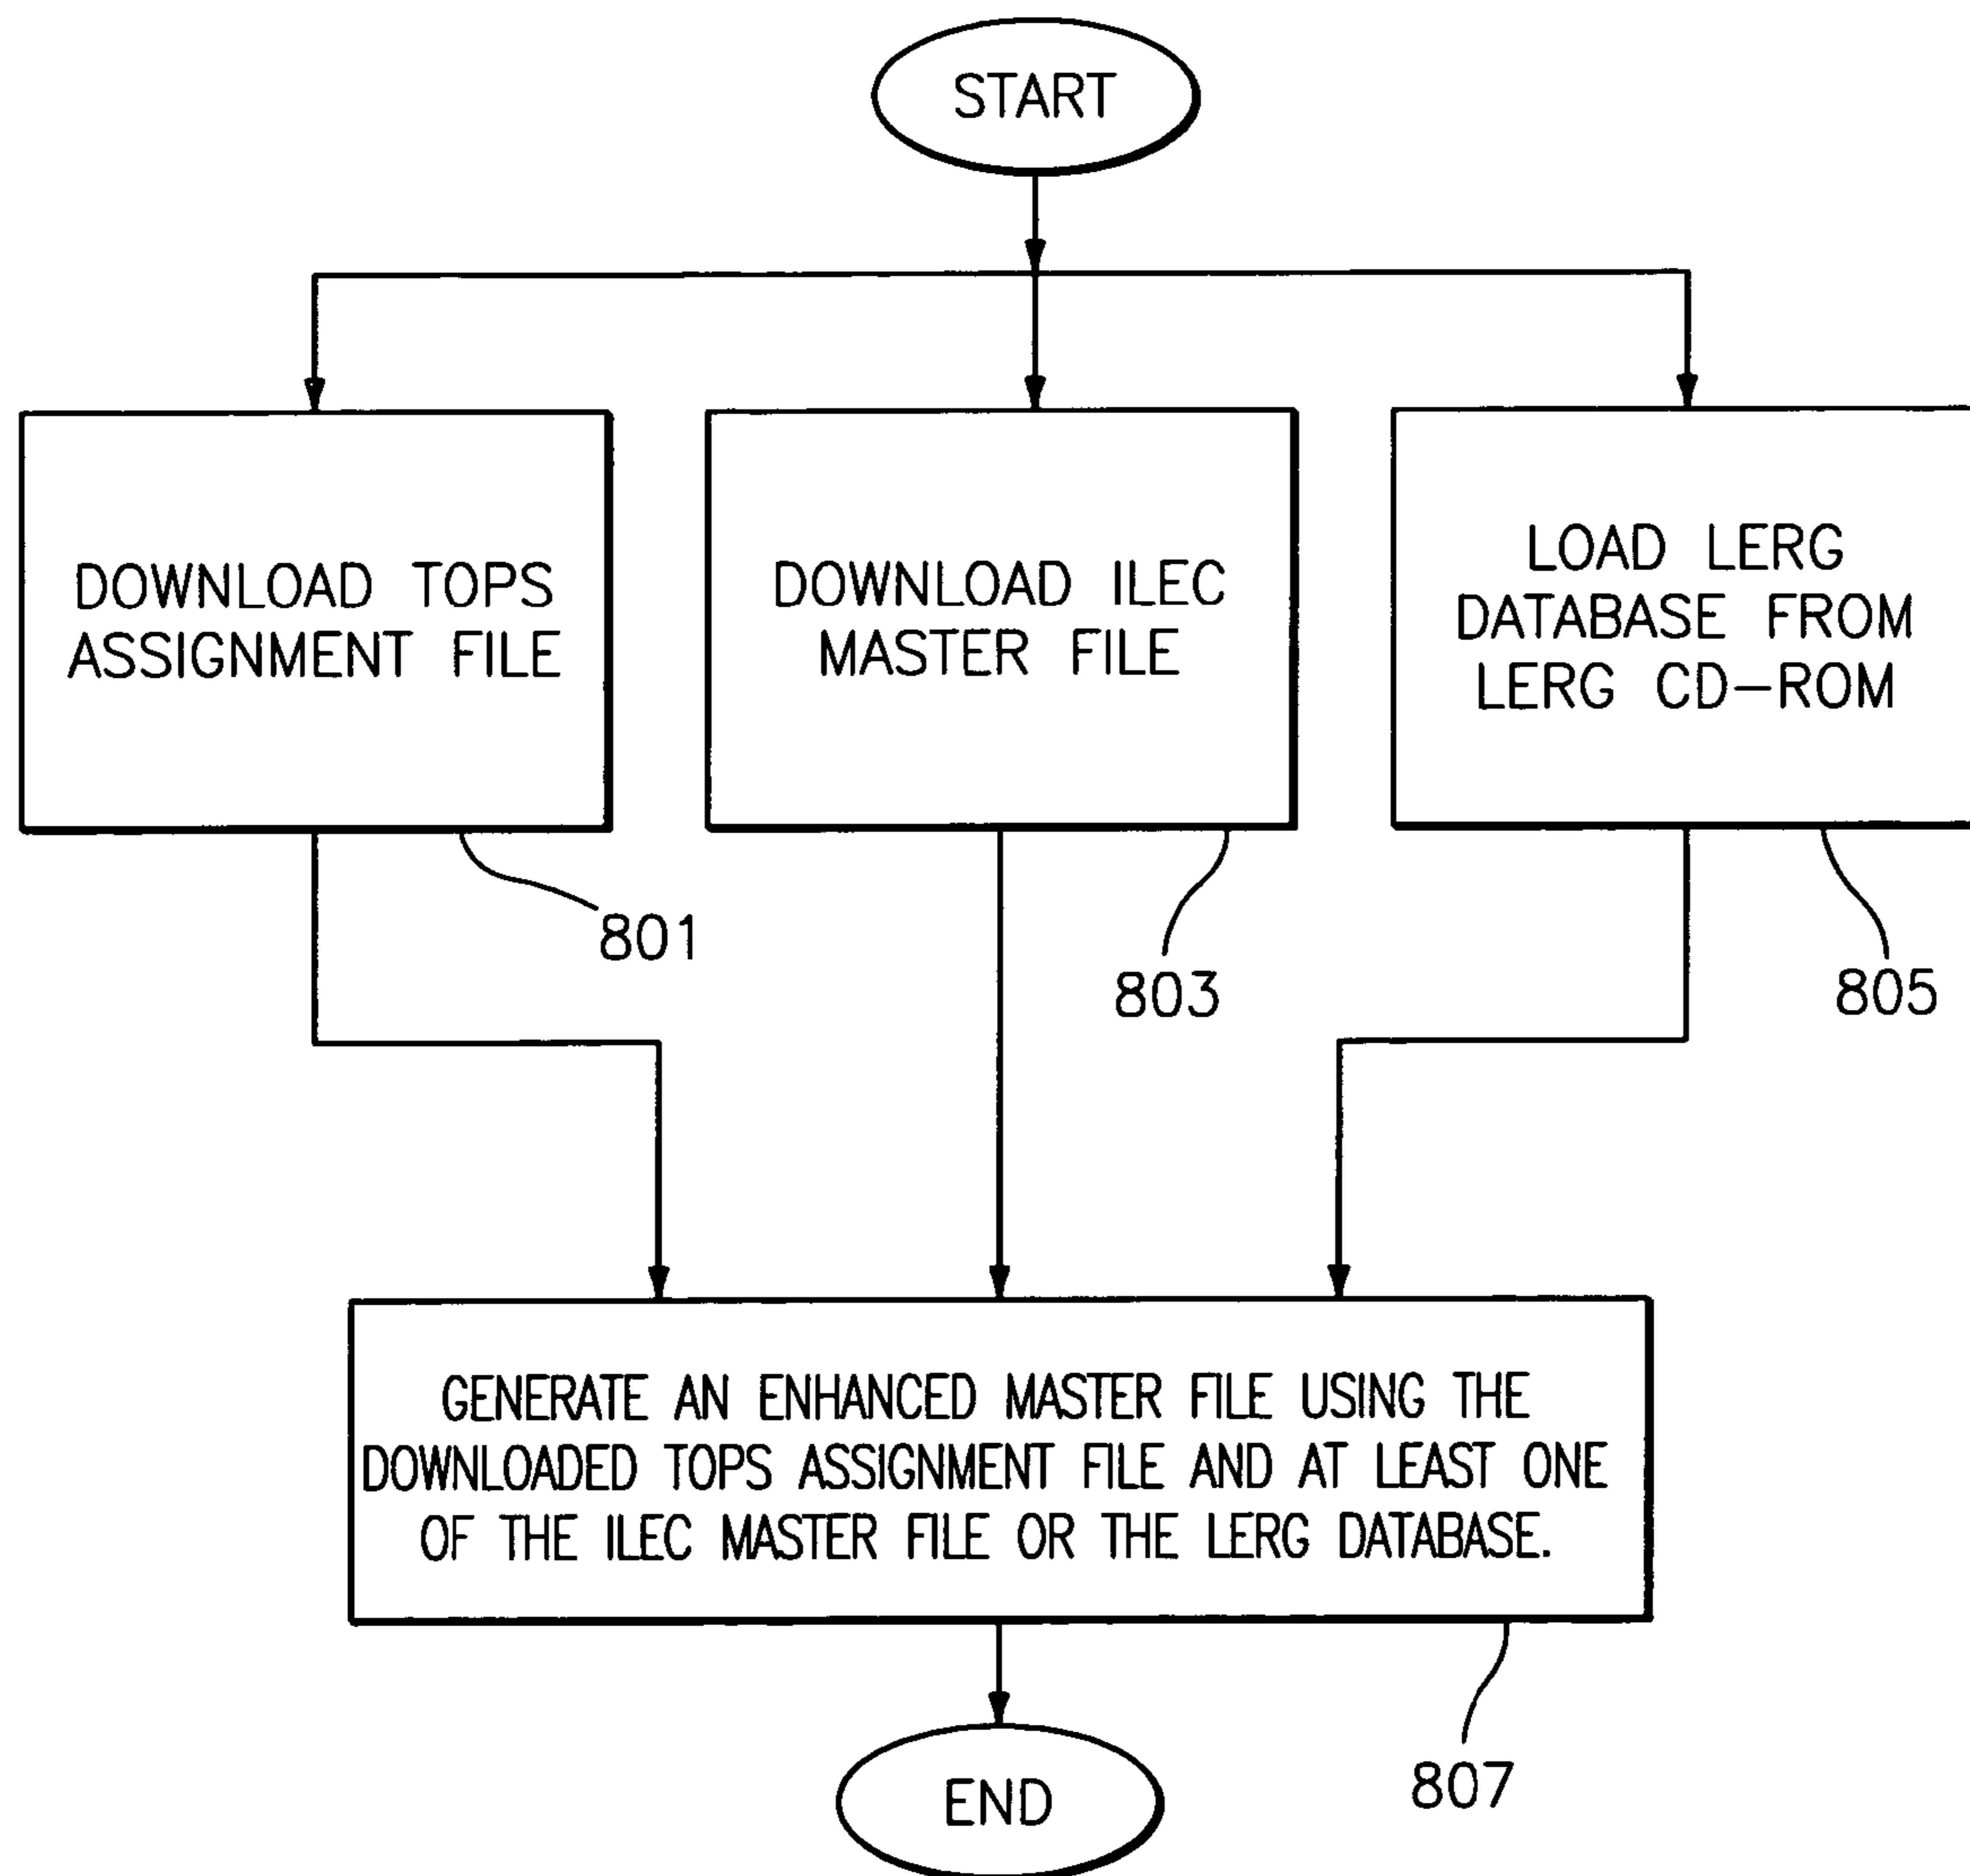 START
DOWNLOAD TOPS
ASSIGNMENT FILE
DOWNLOAD ILEC
MASTER FILE
LOAD LERG
DATABASE FROM
LERG CD-ROM
801
803
805
GENERATE AN ENHANCED MASTER FILE USING THE
DOWNLOADED TOPS ASSIGNMENT FILE AND AT LEAST ONE
OF THE ILEC MASTER FILE OR THE LERG DATABASE.
807
END